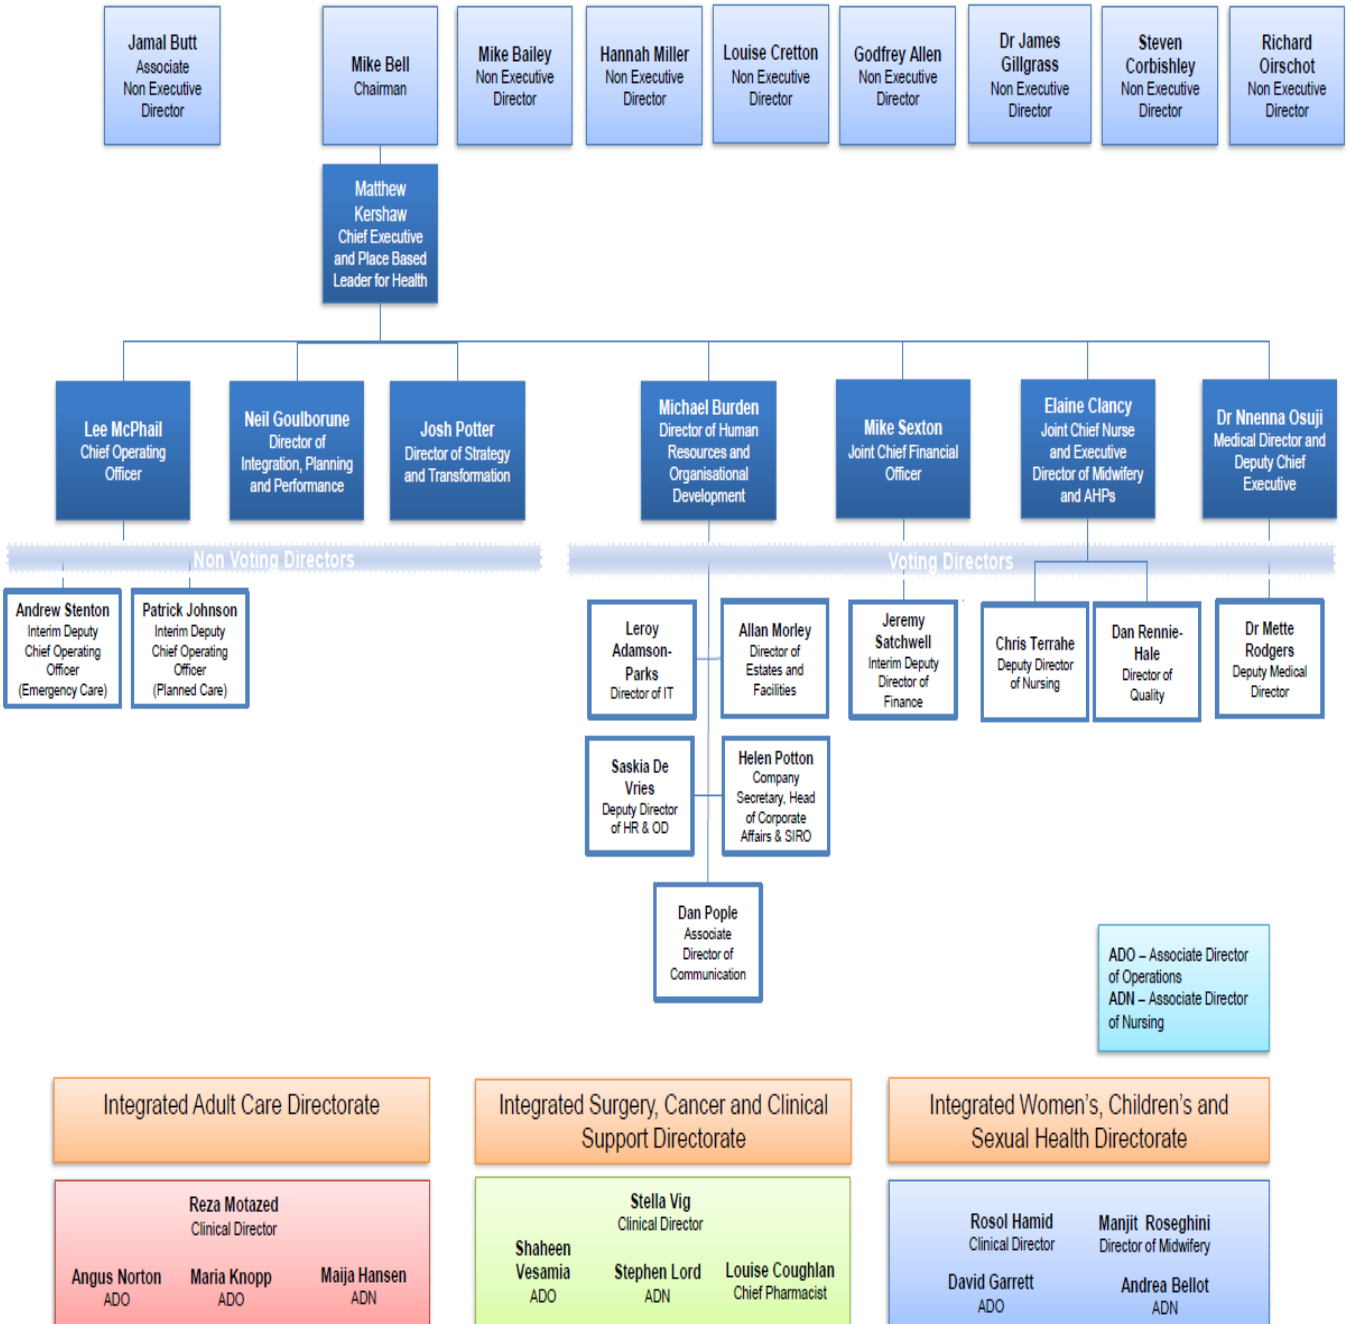 Jamal Butt
Associate
Non Executive
Director
Mike Bell
Chairman
Mike Bailey
Non Executive
Director
Hannah Miller
Non Executive
Director
Louise Cretton
Non Executive
Director
Godfrey Allen
Non Executive
Director
Dr James
Gillgrass
Non Executive
Director
Steven
Corbishley
Non Executive
Director
Richard
Oirschot
Non Executive
Director
Matthew
Kershaw
Chief Executive
and Place Based
Leader for Health
Lee McPhail
Chief Operating
Officer
Neil Goulborune
Director of
Integration, Planning
and Performance
Josh Potter
Director of Strategy
and Transformation
Michael Burden
Director of Human
Resources and
Organisational
Development
Mike Sexton
Joint Chief Financial
Officer
Elaine Clancy
Joint Chief Nurse
and Executive
Director of Midwifery
and AHPs
Dr Nnenna Osuji
Medical Director and
Deputy Chief
Executive
Non Voting Directors
Voting Directors
Andrew Stenton
Interim Deputy
Chief Operating
Officer
(Emergency Care)
Patrick Johnson
Interim Deputy
Chief Operating
Officer
(Planned Care)
Leroy
Adamson-
Parks
Director of IT
Allan Morley
Director of
Estates and
Facilities
Jeremy
Satchwell
Interim Deputy
Director of
Finance
Chris Terrahe
Deputy Director
of Nursing
Dan Rennie-
Hale
Director of
Quality
Dr Mette
Rodgers
Deputy Medical
Director
Saskia De
Vries
Deputy Director
of HR & OD
Helen Potton
Company
Secretary, Head
of Corporate
Affairs & SIRO
Dan Pople
Associate
Director of
Communication
ADO – Associate Director
of Operations
ADN – Associate Director
of Nursing
Integrated Adult Care Directorate
Integrated Surgery, Cancer and Clinical
Support Directorate
Integrated Women's, Children's and
Sexual Health Directorate
Reza Motazed
Clinical Director
Angus Norton
ADO
Maria Knopp
ADO
Maija Hansen
ADN
Stella Vig
Clinical Director
Shaheen
Vesamia
ADO
Stephen Lord
ADN
Louise Coughlan
Chief Pharmacist
Rosol Hamid
Clinical Director
Manjit Roseghini
Director of Midwifery
David Garrett
ADO
Andrea Bellot
ADN